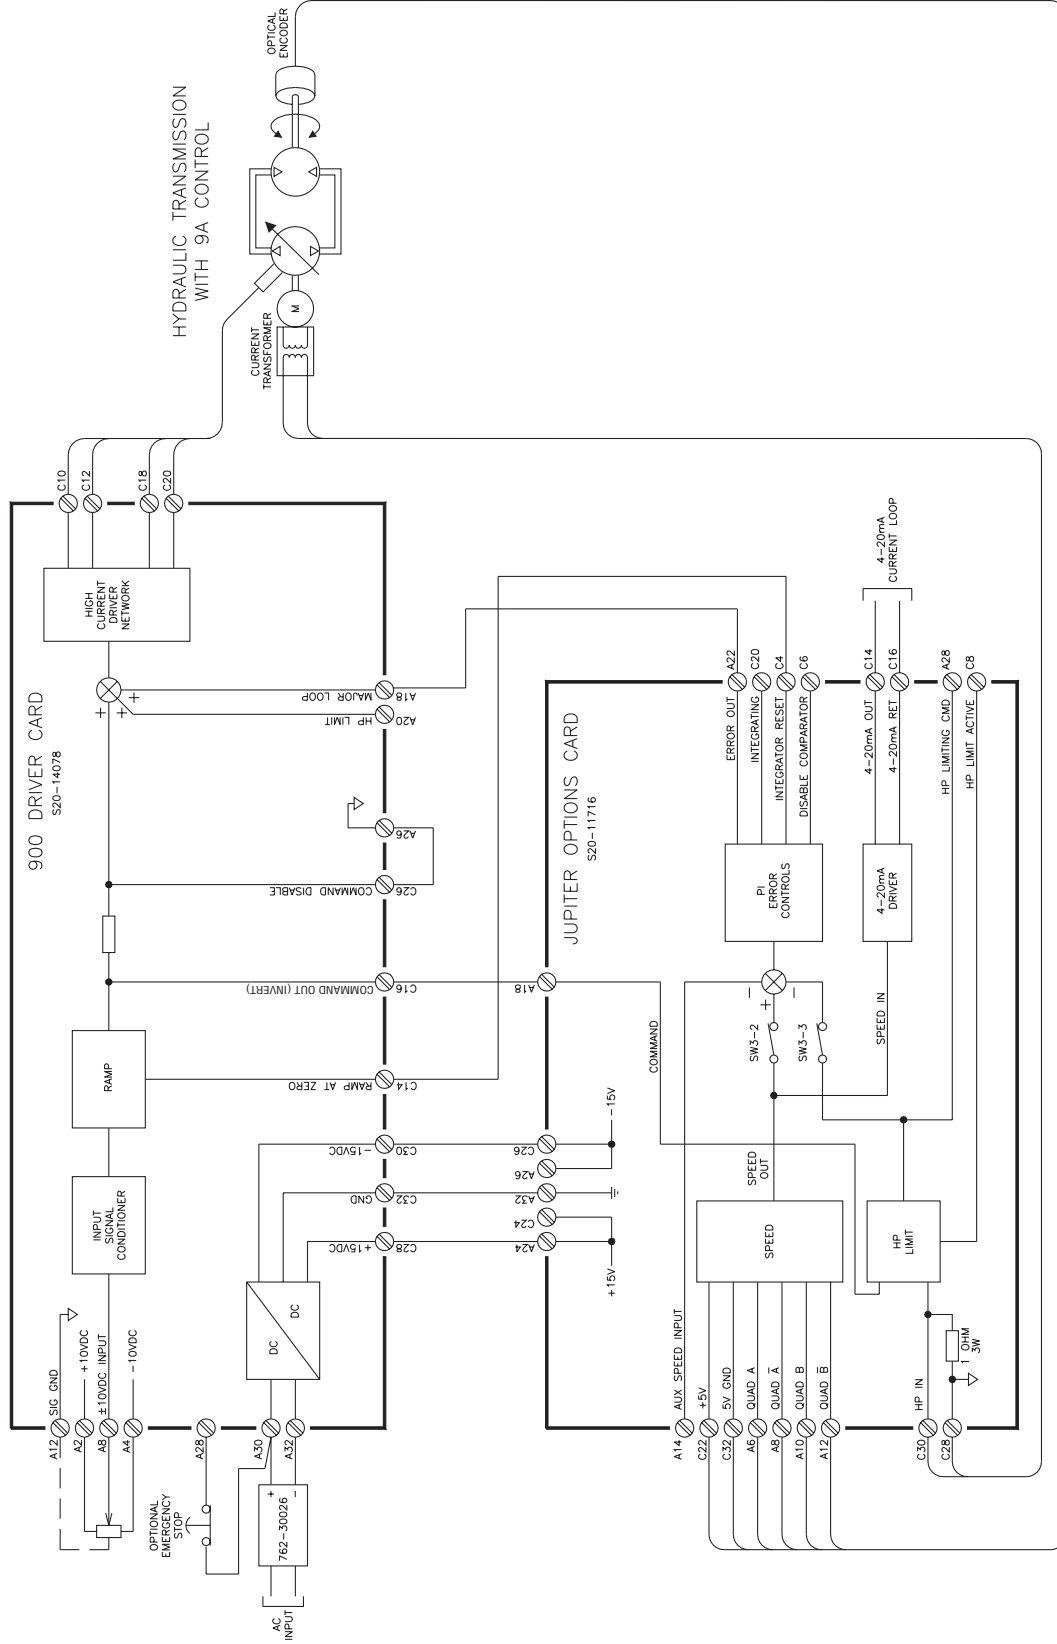 HYDRAULIC TRANSMISSION
WITH 9A CONTROL
OPTICAL
ENCODER
CURRENT
TRANSFORMER
M
900 DRIVER CARD
S20-14078
A12
SIG GND
A2
+10VDC
A8
±10VDC INPUT
A4
-10VDC
INPUT
SIGNAL
CONDITIONER
RAMP
HIGH
CURRENT
DRIVER
NETWORK
C10
C12
C18
C20
+
+
+
A18 MAJOR LOOP
A20 HP LIMIT
A26
C26 COMMAND DISABLE
C16 COMMAND OUT (INVERT)
C14 RAMP AT ZERO
C30 -15VDC
C32 GND
C28 +15VDC
DC
DC
A28
A30
A32
OPTIONAL
EMERGENCY
STOP
762-30026
+
-
AC
INPUT
JUPITER OPTIONS CARD
S20-11716
A18
COMMAND
C26
A26
A32
C24
A24
-15V
+15V
A14
AUX SPEED INPUT
C22
+5V
C32
5V GND
A6
QUAD A
A8
QUAD A̅
A10
QUAD B
A12
QUAD B̅
C30
HP IN
C28
1 OHM
3W
SPEED
SPEED
OUT
HP
LIMIT
SW3-2
SW3-3
SPEED IN
-
+
-
PI
ERROR
CONTROLS
4-20mA
DRIVER
ERROR OUT
A22
INTEGRATING
C20
INTEGRATOR RESET
C4
DISABLE COMPARATOR
C6
4-20mA OUT
C14
4-20mA RET
C16
HP LIMITING CMD
A28
HP LIMIT ACTIVE
C8
4-20mA
CURRENT LOOP